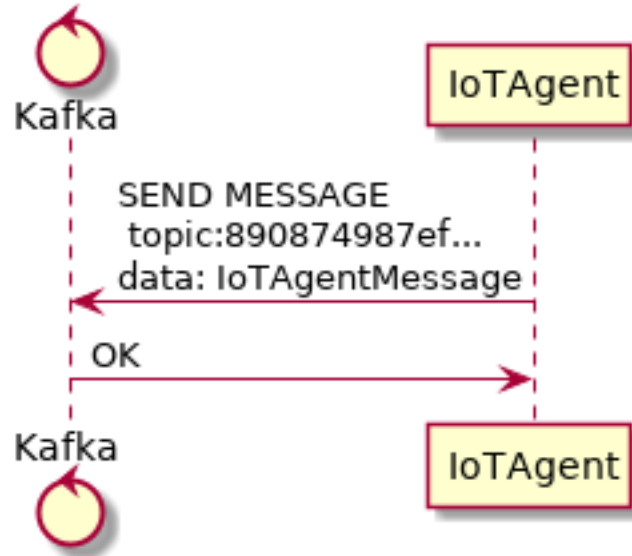 Kafka
IoTAgent
SEND MESSAGE
topic:890874987ef...
data: IoTAgentMessage
OK
Kafka
IoTAgent